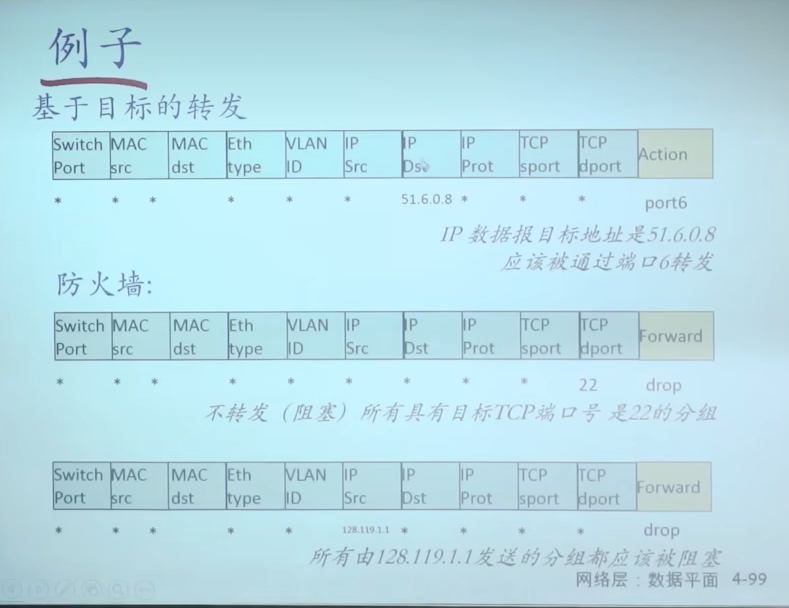 例子
基于目标的转发
Switch Port MAC src MAC dst Eth type VLAN ID IP Src IP Dst IP Prot TCP sport TCP dport Action
* * * * * * 51.6.0.8 * * * port6
IP 数据报目标地址是51.6.0.8
应该被通过端口6转发
防火墙:
Switch Port MAC src MAC dst Eth type VLAN ID IP Src IP Dst IP Prot TCP sport TCP dport Forward
* * * * * * * * * 22 drop
不转发（阻塞）所有具有目标TCP端口号 是22的分组
Switch Port MAC src MAC dst Eth type VLAN ID IP Src IP Dst IP Prot TCP sport TCP dport Forward
* * * * * 128.119.1.1 * * * * drop
所有由128.119.1.1发送的分组都应该被阻塞
网络层：数据平面 4-99